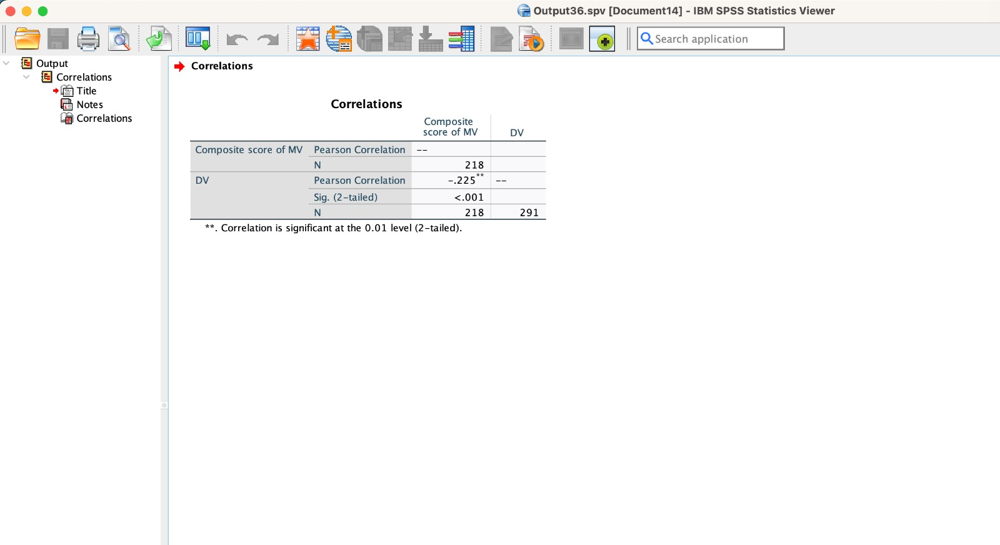 Output36.spv [Document14] - IBM SPSS Statistics Viewer
Search application
Output
Correlations
Title
Notes
Correlations
Correlations
Correlations
Composite score of MV DV
Composite score of MV Pearson Correlation --
N 218
DV Pearson Correlation -.225** --
Sig. (2-tailed) <.001
N 218 291
**. Correlation is significant at the 0.01 level (2-tailed).